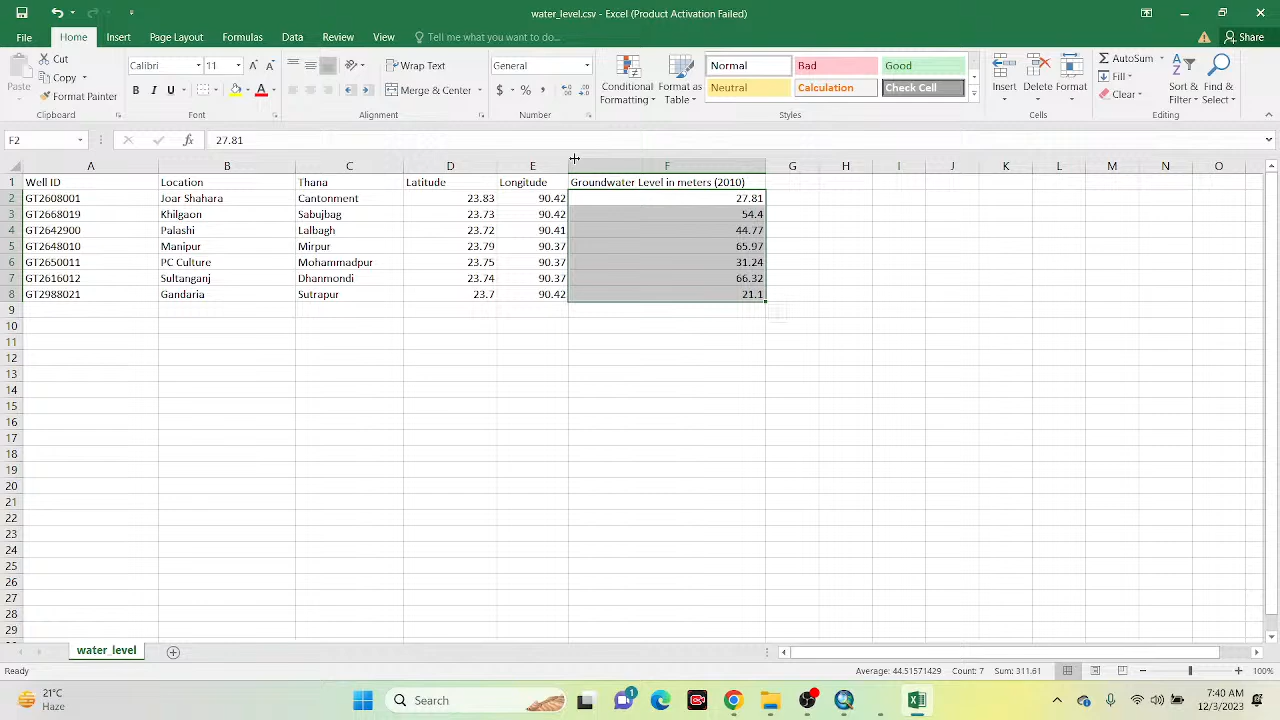 water_level.csv - Excel (Product Activation Failed)
File Home Insert Page Layout Formulas Data Review View Tell me what you want to do... Share
Paste Cut Copy Format Painter Clipboard
Calibri 11 B I U Font
Wrap Text Merge & Center Alignment
General $ % , Number
Conditional Formatting Format as Table
Normal Bad Good
Neutral Calculation Check Cell
Styles
Insert Delete Format Cells
AutoSum Fill Clear Sort & Filter Find & Select Editing
F2 fx 27.81
A B C D E F G H I J K L M N O
1 Well ID Location Thana Latitude Longitude Groundwater Level in meters (2010)
2 GT2608001 Joar Shahara Cantonment 23.83 90.42 27.81
3 GT2668019 Khilgaon Sabujbag 23.73 90.42 54.4
4 GT2642900 Palashi Lalbagh 23.72 90.41 44.77
5 GT2648010 Manipur Mirpur 23.79 90.37 65.97
6 GT2650011 PC Culture Mohammadpur 23.75 90.37 31.24
7 GT2616012 Sultanganj Dhanmondi 23.74 90.37 66.32
8 GT2988021 Gandaria Sutrapur 23.7 90.42 21.1
9
10
11
12
13
14
15
16
17
18
19
20
21
22
23
24
25
26
27
28
29
water_level
Ready Average: 44.51571429 Count: 7 Sum: 311.61 100%
21°C
Haze
Search
1
7:40 AM
12/3/2023